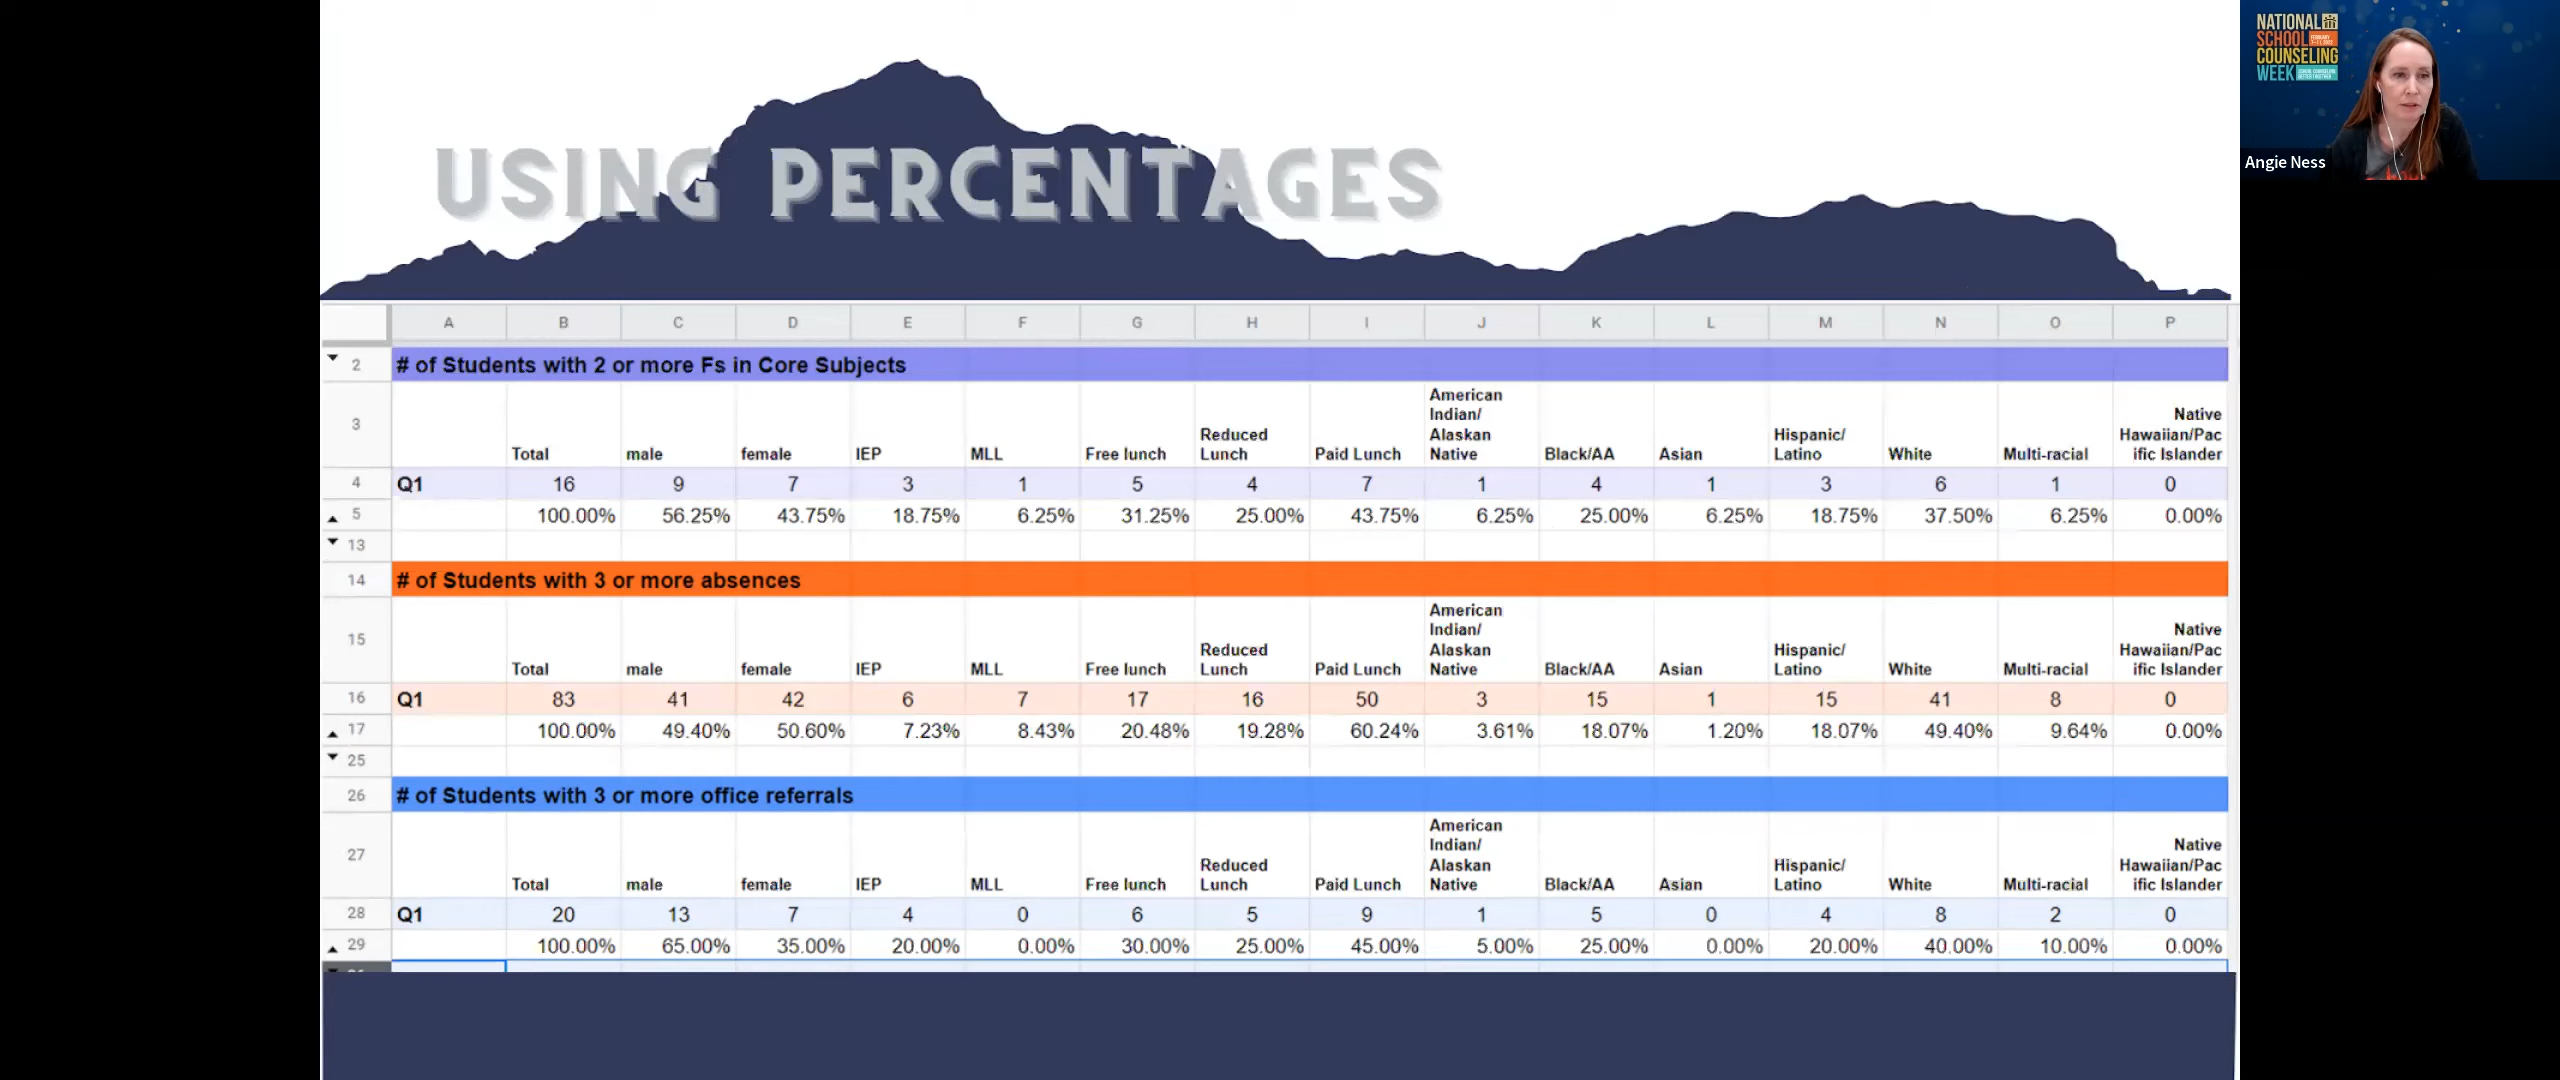 USING PERCENTAGES
NATIONAL
SCHOOL
COUNSELING
WEEK
Angie Ness
A B C D E F G H I J K L M N O P
2 # of Students with 2 or more Fs in Core Subjects
3 Total male female IEP MLL Free lunch Reduced Lunch Paid Lunch American Indian/ Alaskan Native Black/AA Asian Hispanic/ Latino White Multi-racial Native Hawaiian/Pac ific Islander
4 Q1 16 9 7 3 1 5 4 7 1 4 1 3 6 1 0
5 100.00% 56.25% 43.75% 18.75% 6.25% 31.25% 25.00% 43.75% 6.25% 25.00% 6.25% 18.75% 37.50% 6.25% 0.00%
13
14 # of Students with 3 or more absences
15 Total male female IEP MLL Free lunch Reduced Lunch Paid Lunch American Indian/ Alaskan Native Black/AA Asian Hispanic/ Latino White Multi-racial Native Hawaiian/Pac ific Islander
16 Q1 83 41 42 6 7 17 16 50 3 15 1 15 41 8 0
17 100.00% 49.40% 50.60% 7.23% 8.43% 20.48% 19.28% 60.24% 3.61% 18.07% 1.20% 18.07% 49.40% 9.64% 0.00%
25
26 # of Students with 3 or more office referrals
27 Total male female IEP MLL Free lunch Reduced Lunch Paid Lunch American Indian/ Alaskan Native Black/AA Asian Hispanic/ Latino White Multi-racial Native Hawaiian/Pac ific Islander
28 Q1 20 13 7 4 0 6 5 9 1 5 0 4 8 2 0
29 100.00% 65.00% 35.00% 20.00% 0.00% 30.00% 25.00% 45.00% 5.00% 25.00% 0.00% 20.00% 40.00% 10.00% 0.00%